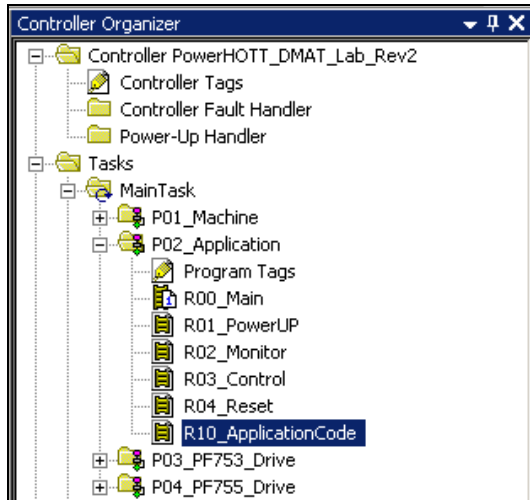 Controller Organizer
Controller PowerHOTT_DMAT_Lab_Rev2
Controller Tags
Controller Fault Handler
Power-Up Handler
Tasks
MainTask
P01_Machine
P02_Application
Program Tags
R00_Main
R01_PowerUP
R02_Monitor
R03_Control
R04_Reset
R10_ApplicationCode
P03_PF753_Drive
P04_PF755_Drive